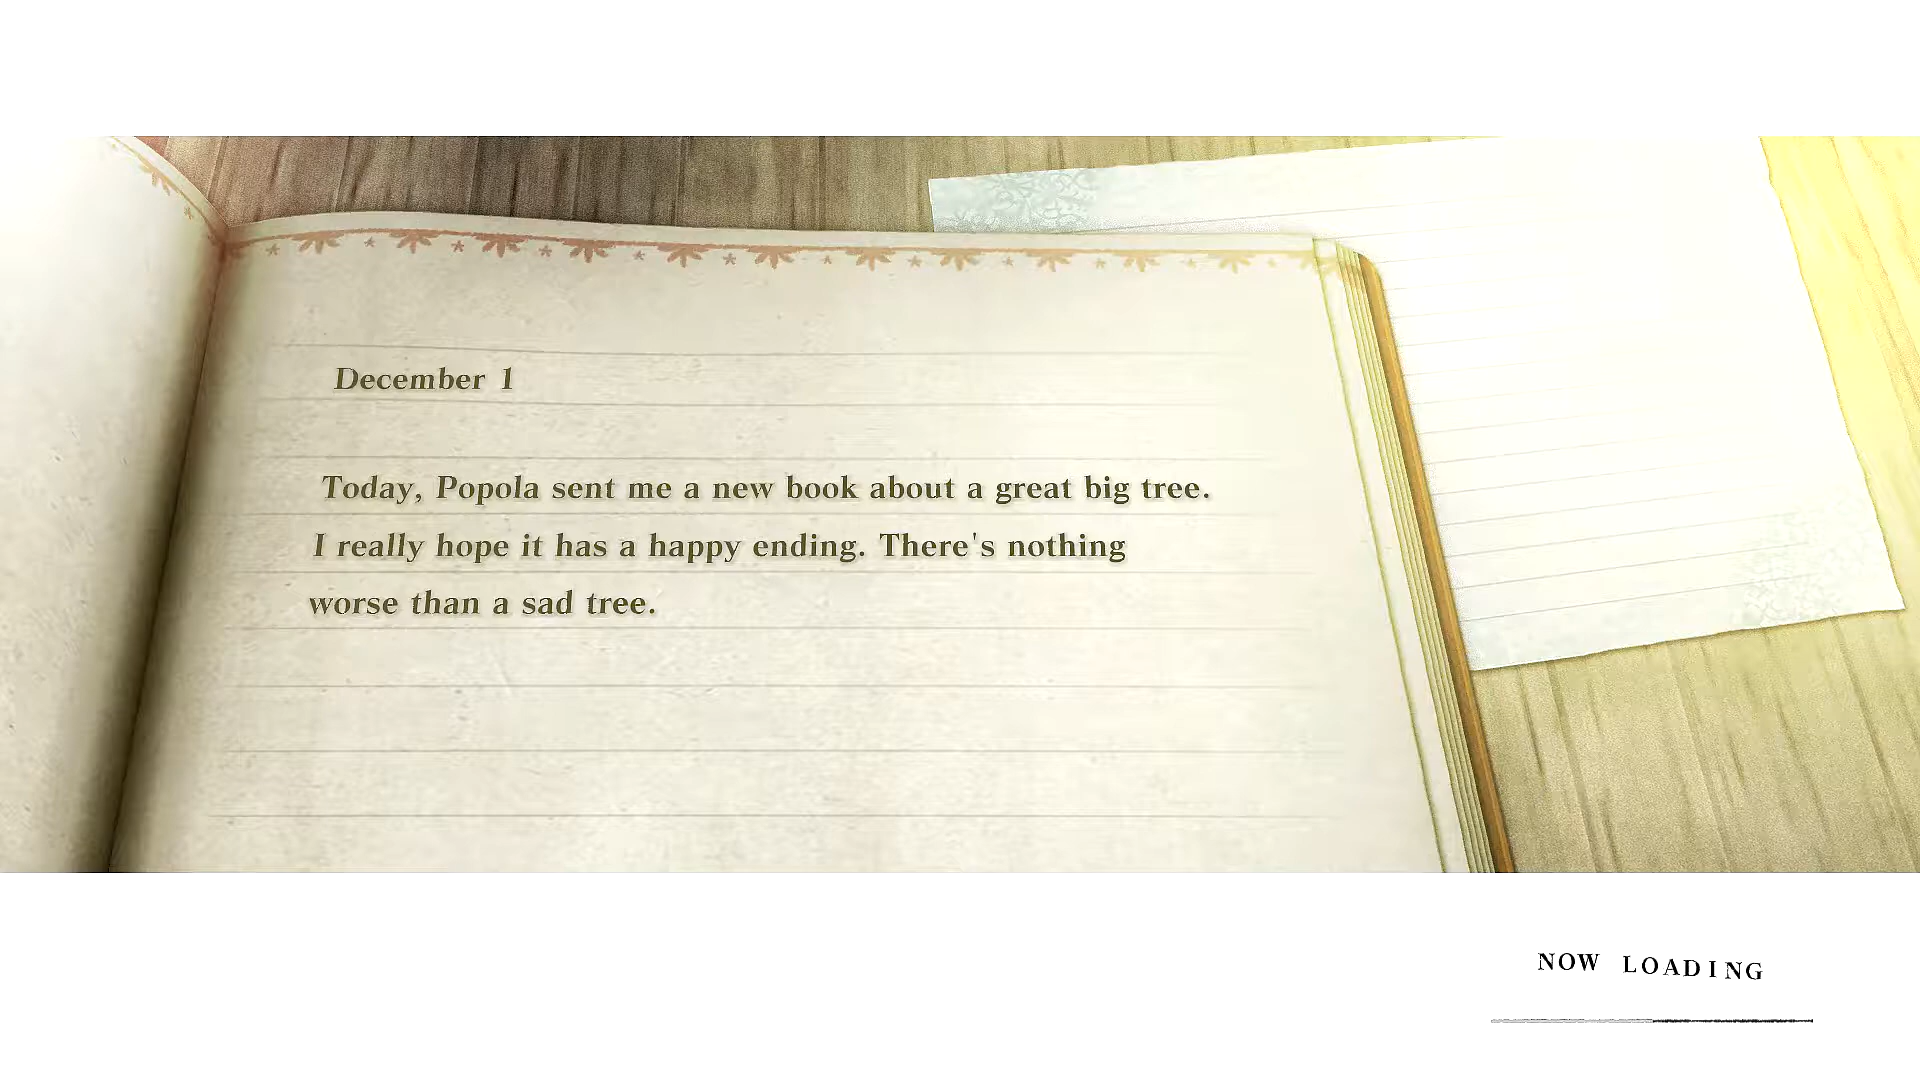 December 1
Today, Popola sent me a new book about a great big tree.
I really hope it has a happy ending. There's nothing
worse than a sad tree.
NOW LOADING